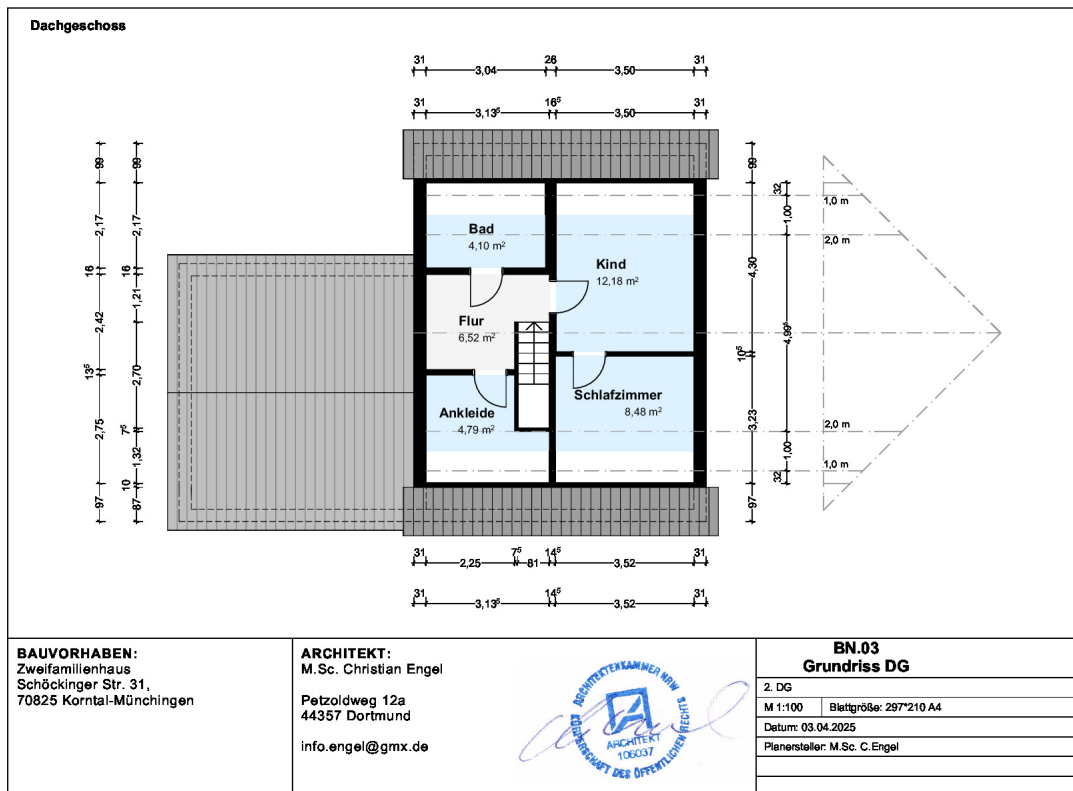 Dachgeschoss
31 26 31
3,04 3,50
31 16⁵ 31
3,13⁵ 3,50
99 2,17 16 2,42 13⁵ 2,75 97
99 2,17 16 1,21 2,70 7⁵ 1,32 10 87
Bad
4,10 m²
Kind
12,18 m²
Flur
6,52 m²
Schlafzimmer
8,48 m²
Ankleide
4,79 m²
99 4,30 10⁵ 3,23 97
32 1,00 4,99⁵ 1,00 32
1,0 m
2,0 m
2,0 m
1,0 m
31 7⁵ 14⁵ 31
2,25 81 3,52
31 14⁵ 31
3,13⁵ 3,52
BAUVORHABEN:
Zweifamilienhaus
Schöckinger Str. 31,
70825 Korntal-Münchingen
ARCHITEKT:
M.Sc. Christian Engel
Petzoldweg 12a
44357 Dortmund
info.engel@gmx.de
ARCHITEKTENKAMMER NRW
ARCHITEKT
106037
KÖRPERSCHAFT DES ÖFFENTLICHEN RECHTS
BN.03
Grundriss DG
2. DG
M 1:100 Blattgröße: 297*210 A4
Datum: 03.04.2025
Planersteller: M.Sc. C.Engel